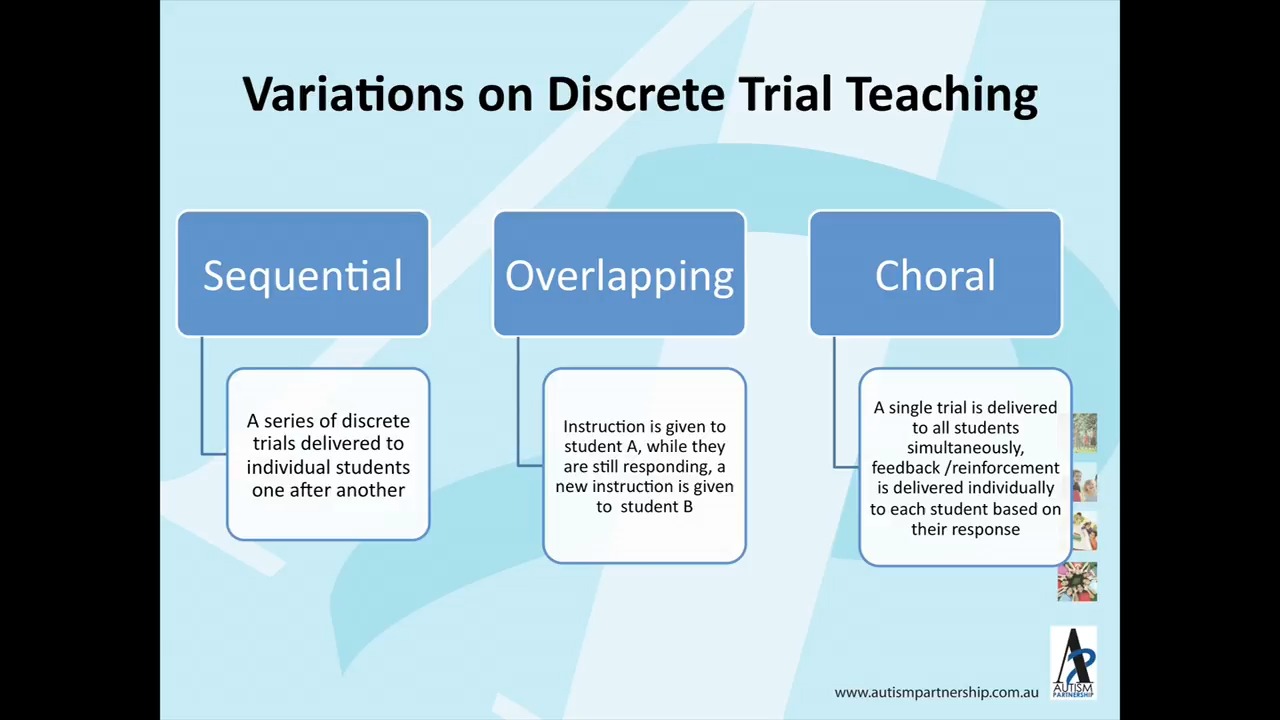 Variations on Discrete Trial Teaching
Sequential
A series of discrete
trials delivered to
individual students
one after another
Overlapping
Instruction is given to
student A, while they
are still responding, a
new instruction is given
to student B
Choral
A single trial is delivered
to all students
simultaneously,
feedback /reinforcement
is delivered individually
to each student based on
their response
www.autismpartnership.com.au
AP
AUTISM
PARTNERSHIP